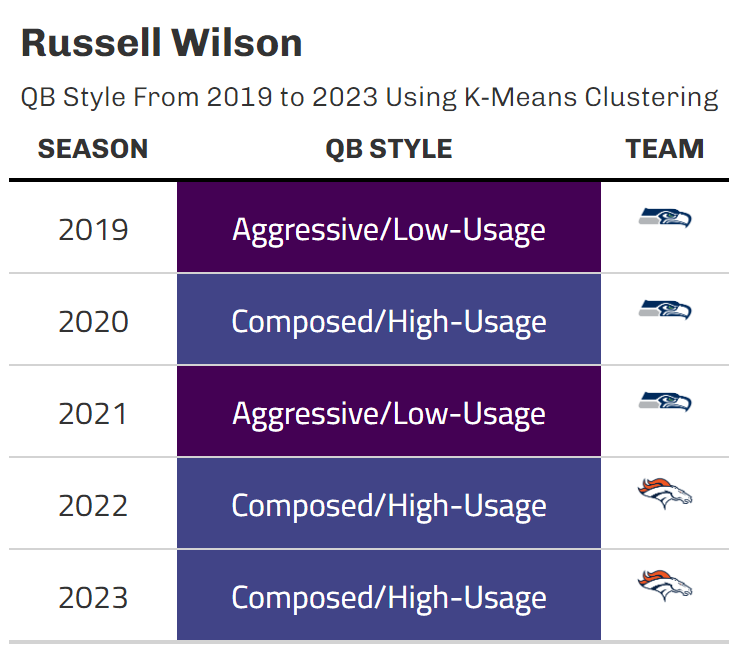 Russell Wilson
QB Style From 2019 to 2023 Using K-Means Clustering
SEASON QB STYLE TEAM
2019 Aggressive/Low-Usage
2020 Composed/High-Usage
2021 Aggressive/Low-Usage
2022 Composed/High-Usage
2023 Composed/High-Usage